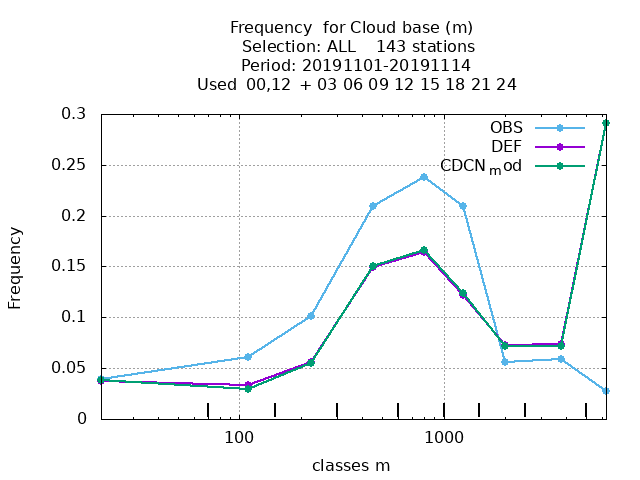 Frequency  for Cloud base (m)
Selection: ALL    143 stations
Period: 20191101-20191114
Used  00,12  + 03 06 09 12 15 18 21 24
0.3
0.25
0.2
0.15
0.1
0.05
0
Frequency
OBS
DEF
CDCN_mod
100
1000
classes m